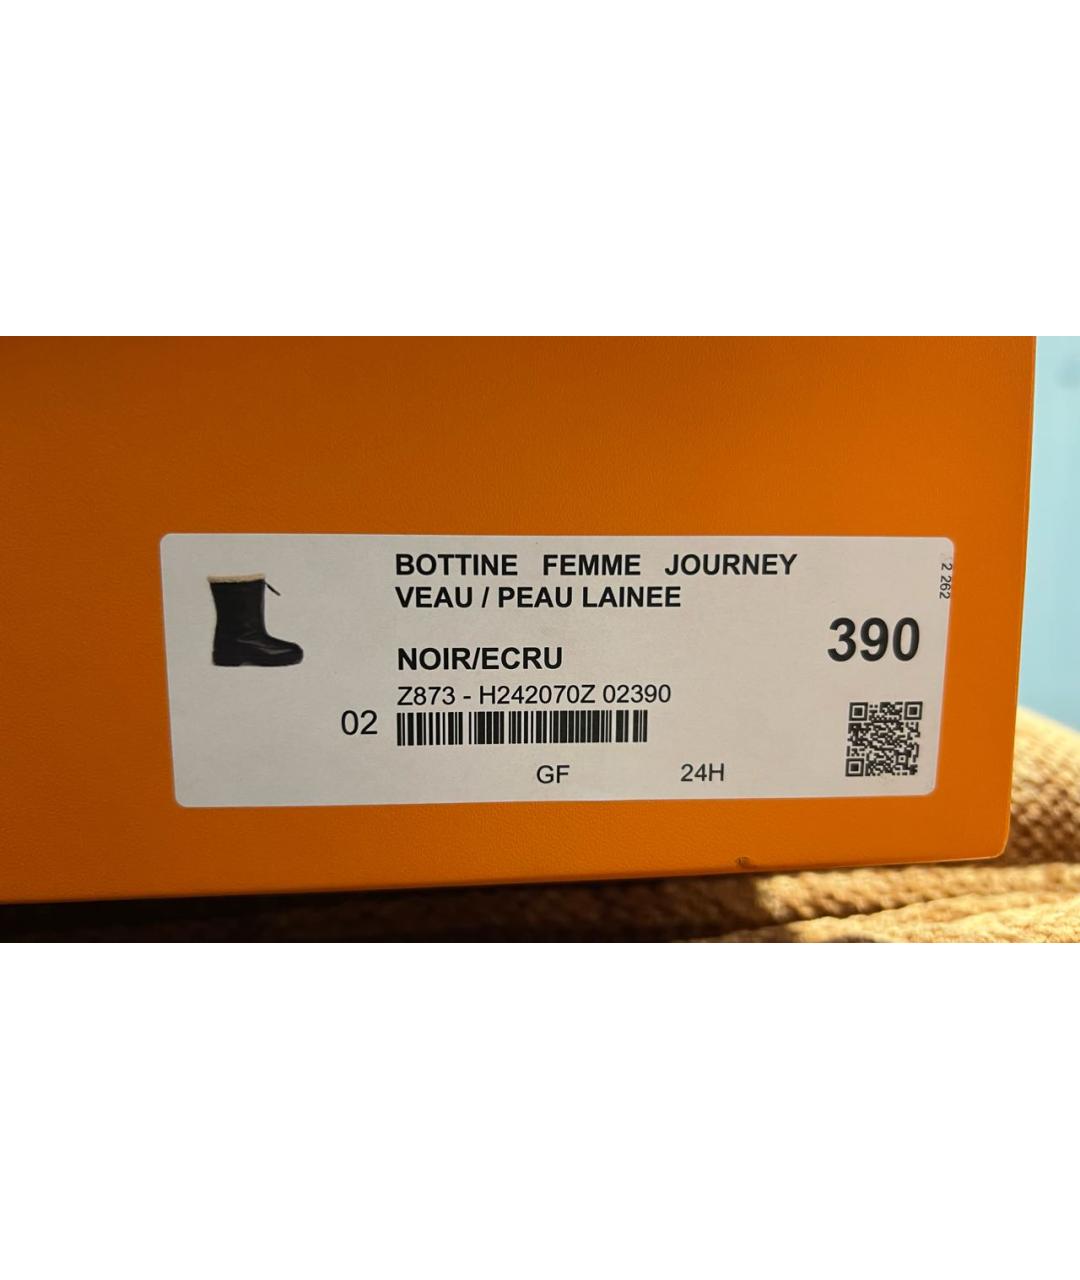 BOTTINE FEMME JOURNEY
VEAU / PEAU LAINEE
390
NOIR/ECRU
Z873 - H242070Z 02390
02
GF 24H
2 262